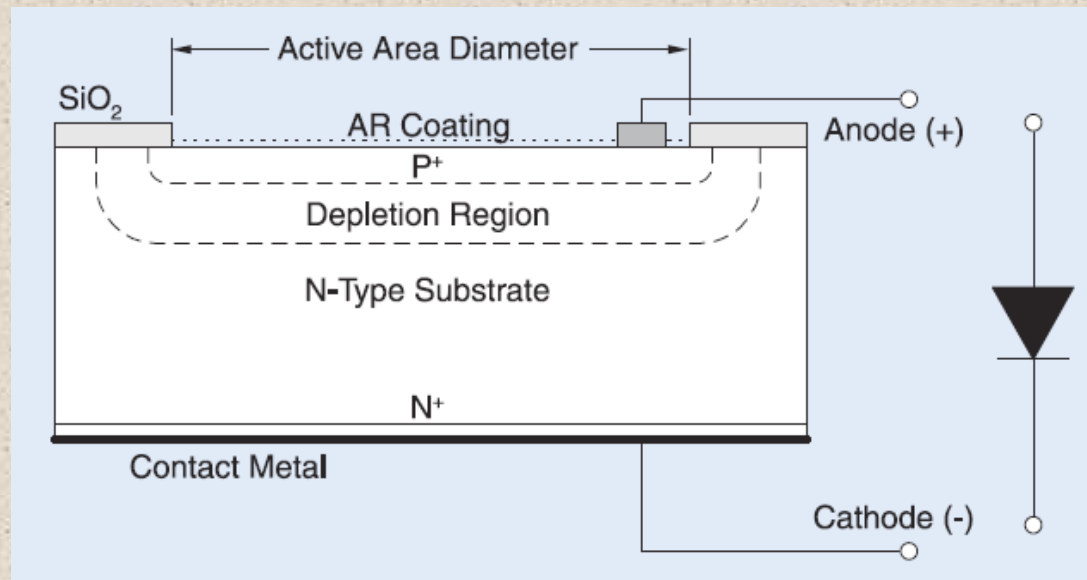 Active Area Diameter
SiO₂
AR Coating
Anode (+)
P⁺
Depletion Region
N-Type Substrate
N⁺
Contact Metal
Cathode (-)